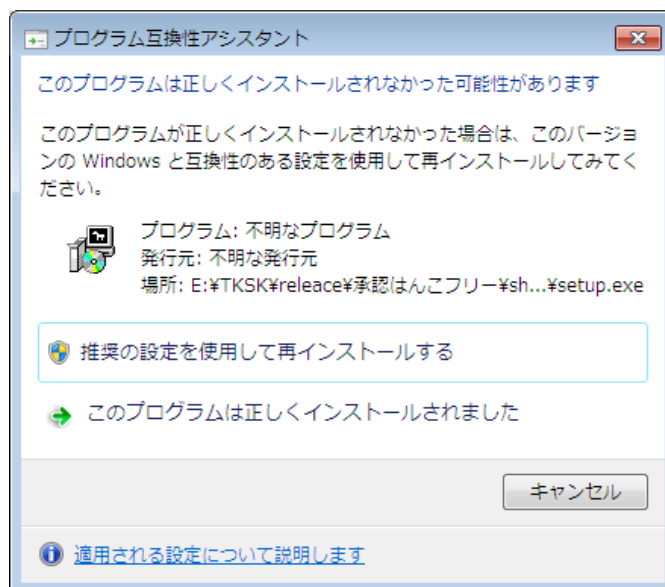 プログラム互換性アシスタント
このプログラムは正しくインストールされなかった可能性があります
このプログラムが正しくインストールされなかった場合は、このバージョ
ンの Windows と互換性のある設定を使用して再インストールしてみてく
ださい。
プログラム: 不明なプログラム
発行元: 不明な発行元
場所: E:¥TKSK¥releace¥承認はんこフリー¥sh...¥setup.exe
推奨の設定を使用して再インストールする
このプログラムは正しくインストールされました
キャンセル
適用される設定について説明します